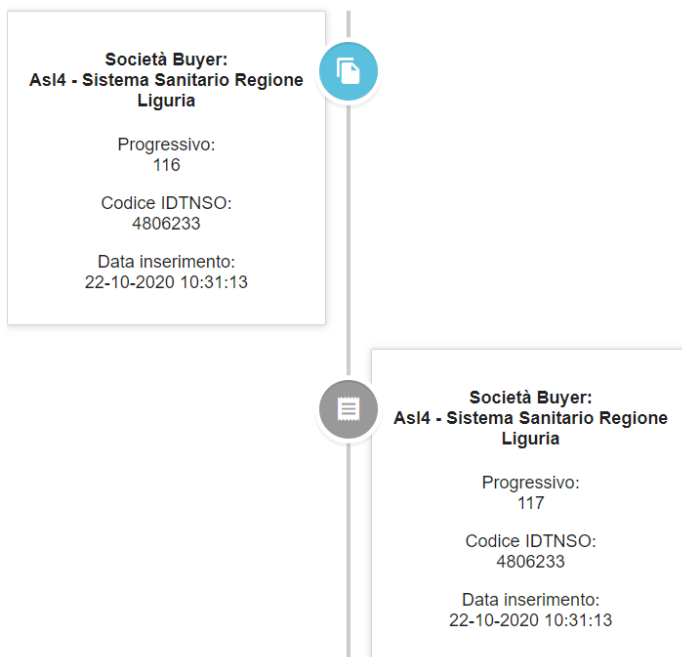 Società Buyer:
Asl4 - Sistema Sanitario Regione
Liguria
Progressivo:
116
Codice IDTNSO:
4806233
Data inserimento:
22-10-2020 10:31:13
Società Buyer:
Asl4 - Sistema Sanitario Regione
Liguria
Progressivo:
117
Codice IDTNSO:
4806233
Data inserimento:
22-10-2020 10:31:13